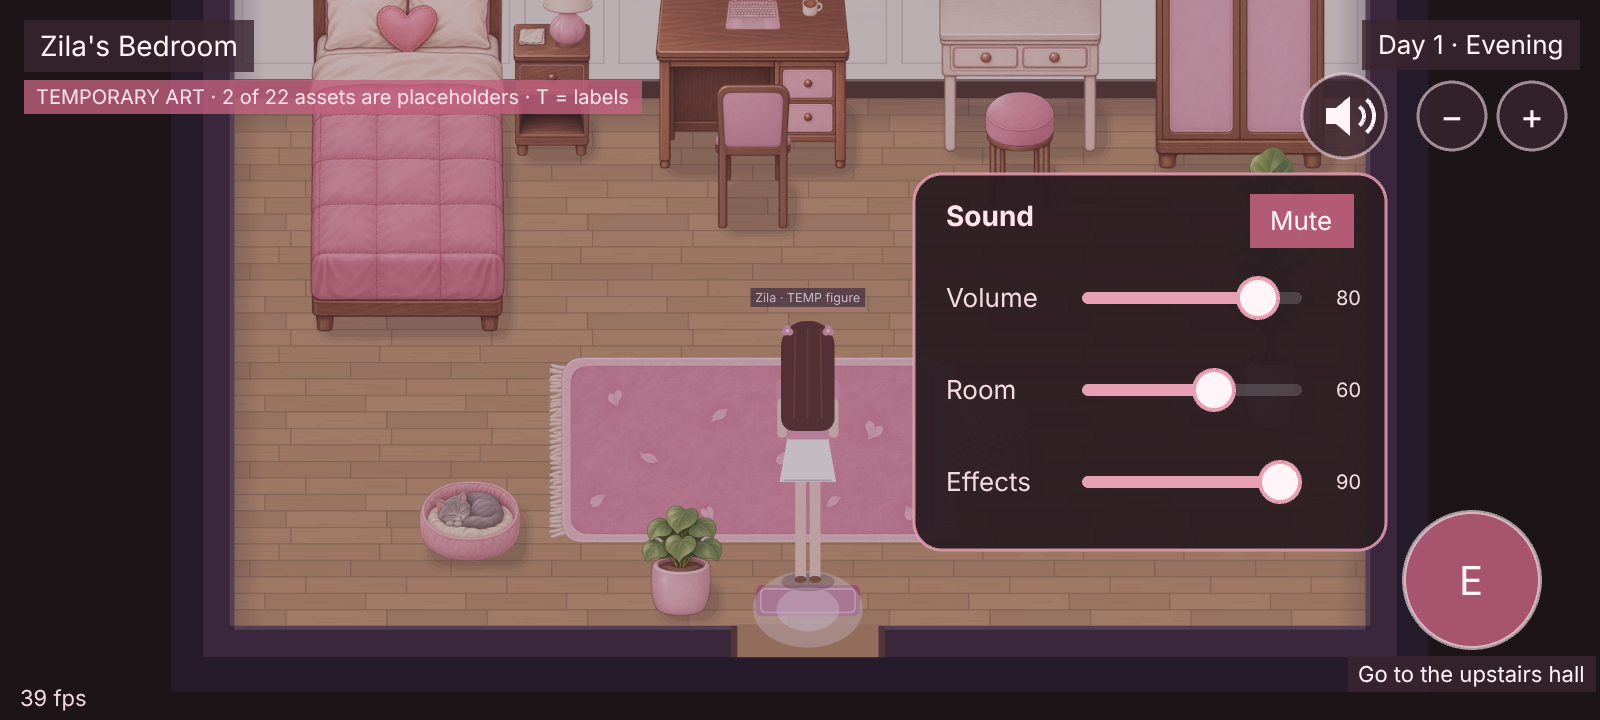 Zila's Bedroom
Day 1 · Evening
TEMPORARY ART · 2 of 22 assets are placeholders · T = labels
− +
Sound
Mute
Volume 80
Zila · TEMP figure
Room 60
Effects 90
E
Go to the upstairs hall
39 fps